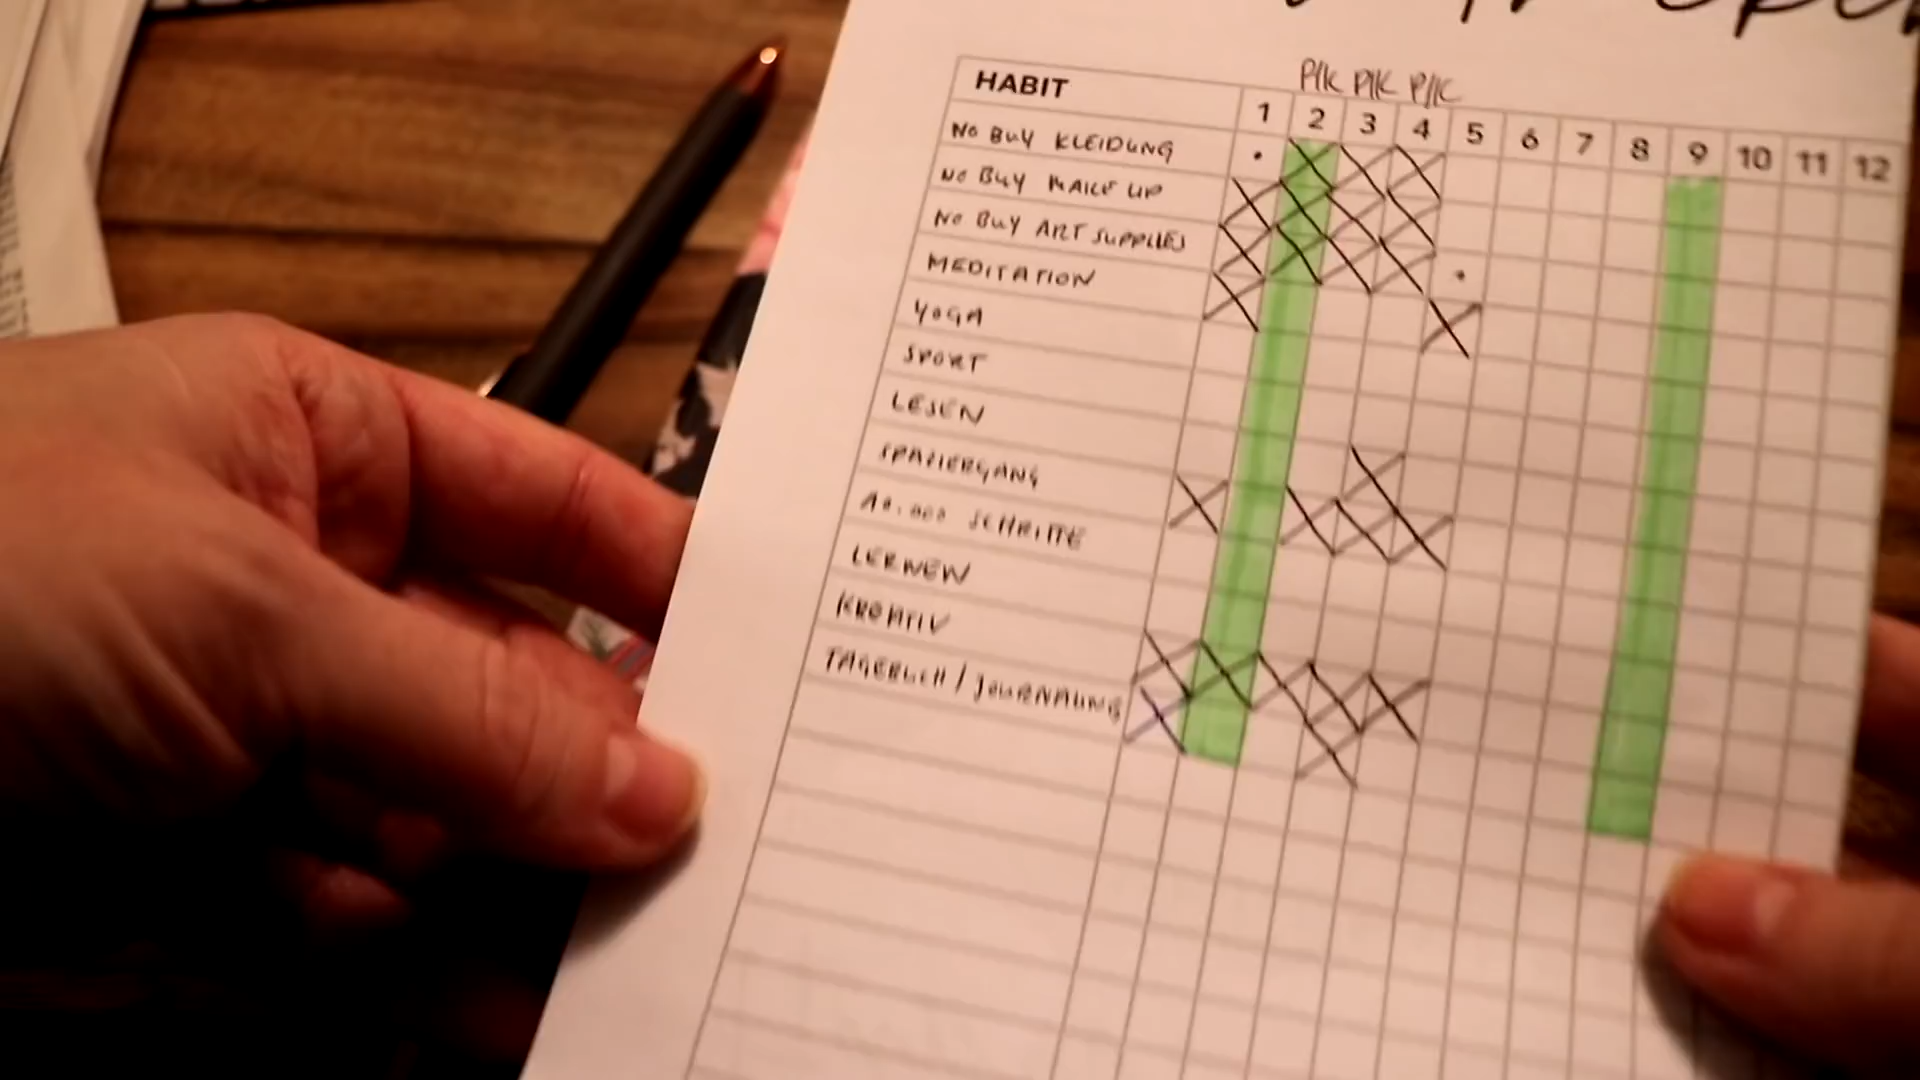 P/K P/K P/K
HABIT 1 2 3 4 5 6 7 8 9 10 11 12
NO BUY KLEIDUNG
NO BUY MAKE UP
NO BUY ART SUPPLIES
MEDITATION
YOGA
SPORT
LESEN
SPAZIERGANG
10.000 SCHRITTE
LERNEN
KREATIV
TAGEBUCH / JOURNALING